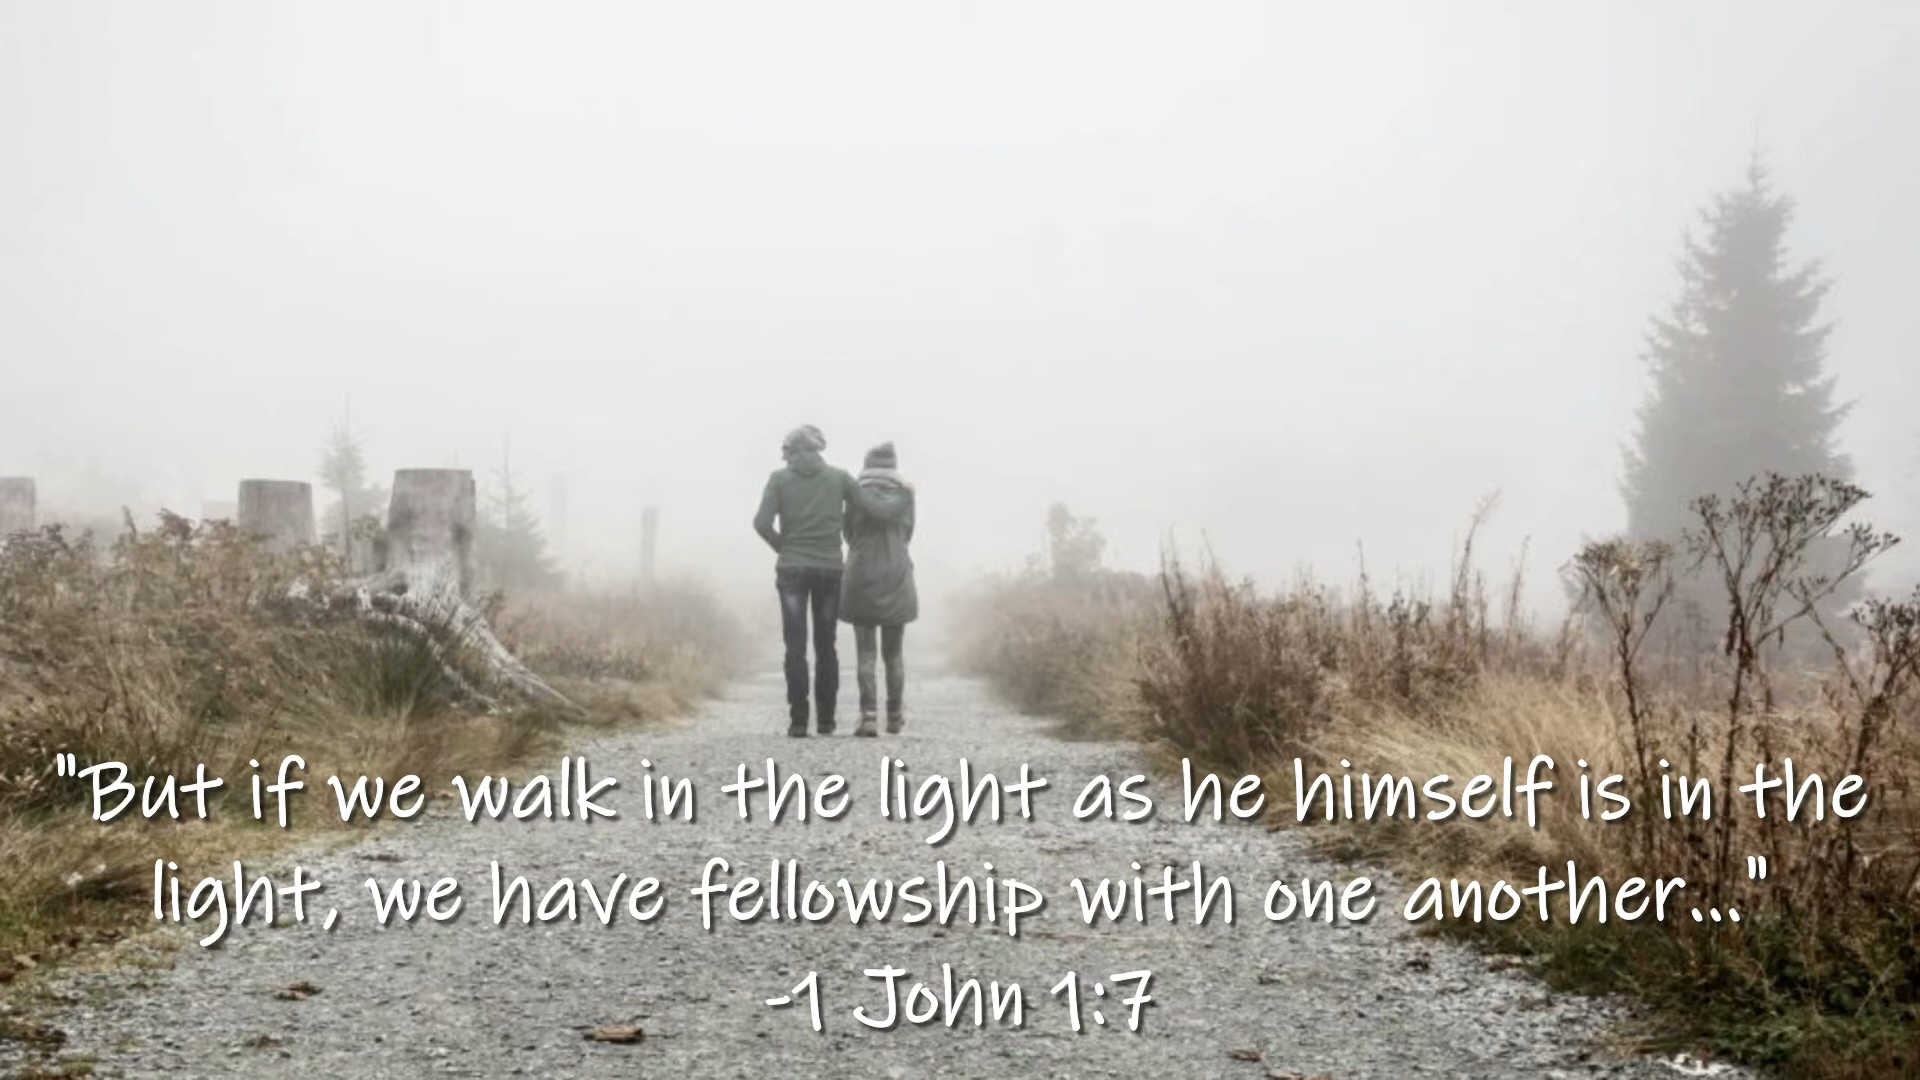 "But if we walk in the light as he himself is in the
light, we have fellowship with one another..."
-1 John 1:7